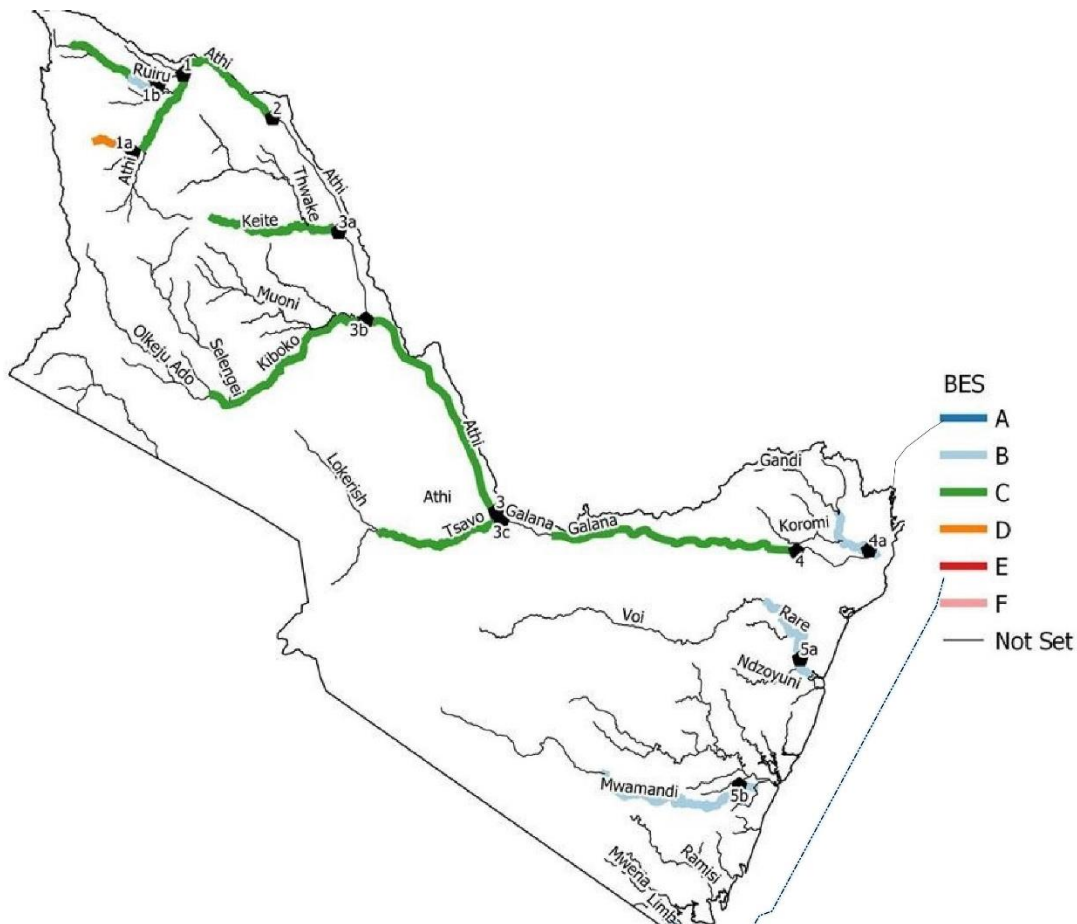 Athi
Ruiru
1
1b
2
1a
Athi
Athi
Thwake
Keite
3a
Muoni
3b
Olkeju Ado
Selengei
Kiboko
Athi
Lokerish
Athi
Tsavo
3
3c
Galana
Galana
Gandi
Koromi
4
4a
Voi
Rare
5a
Ndzoyuni
Mwamandi
5b
Ramisi
Mwena
Limb
BES
A
B
C
D
E
F
Not Set